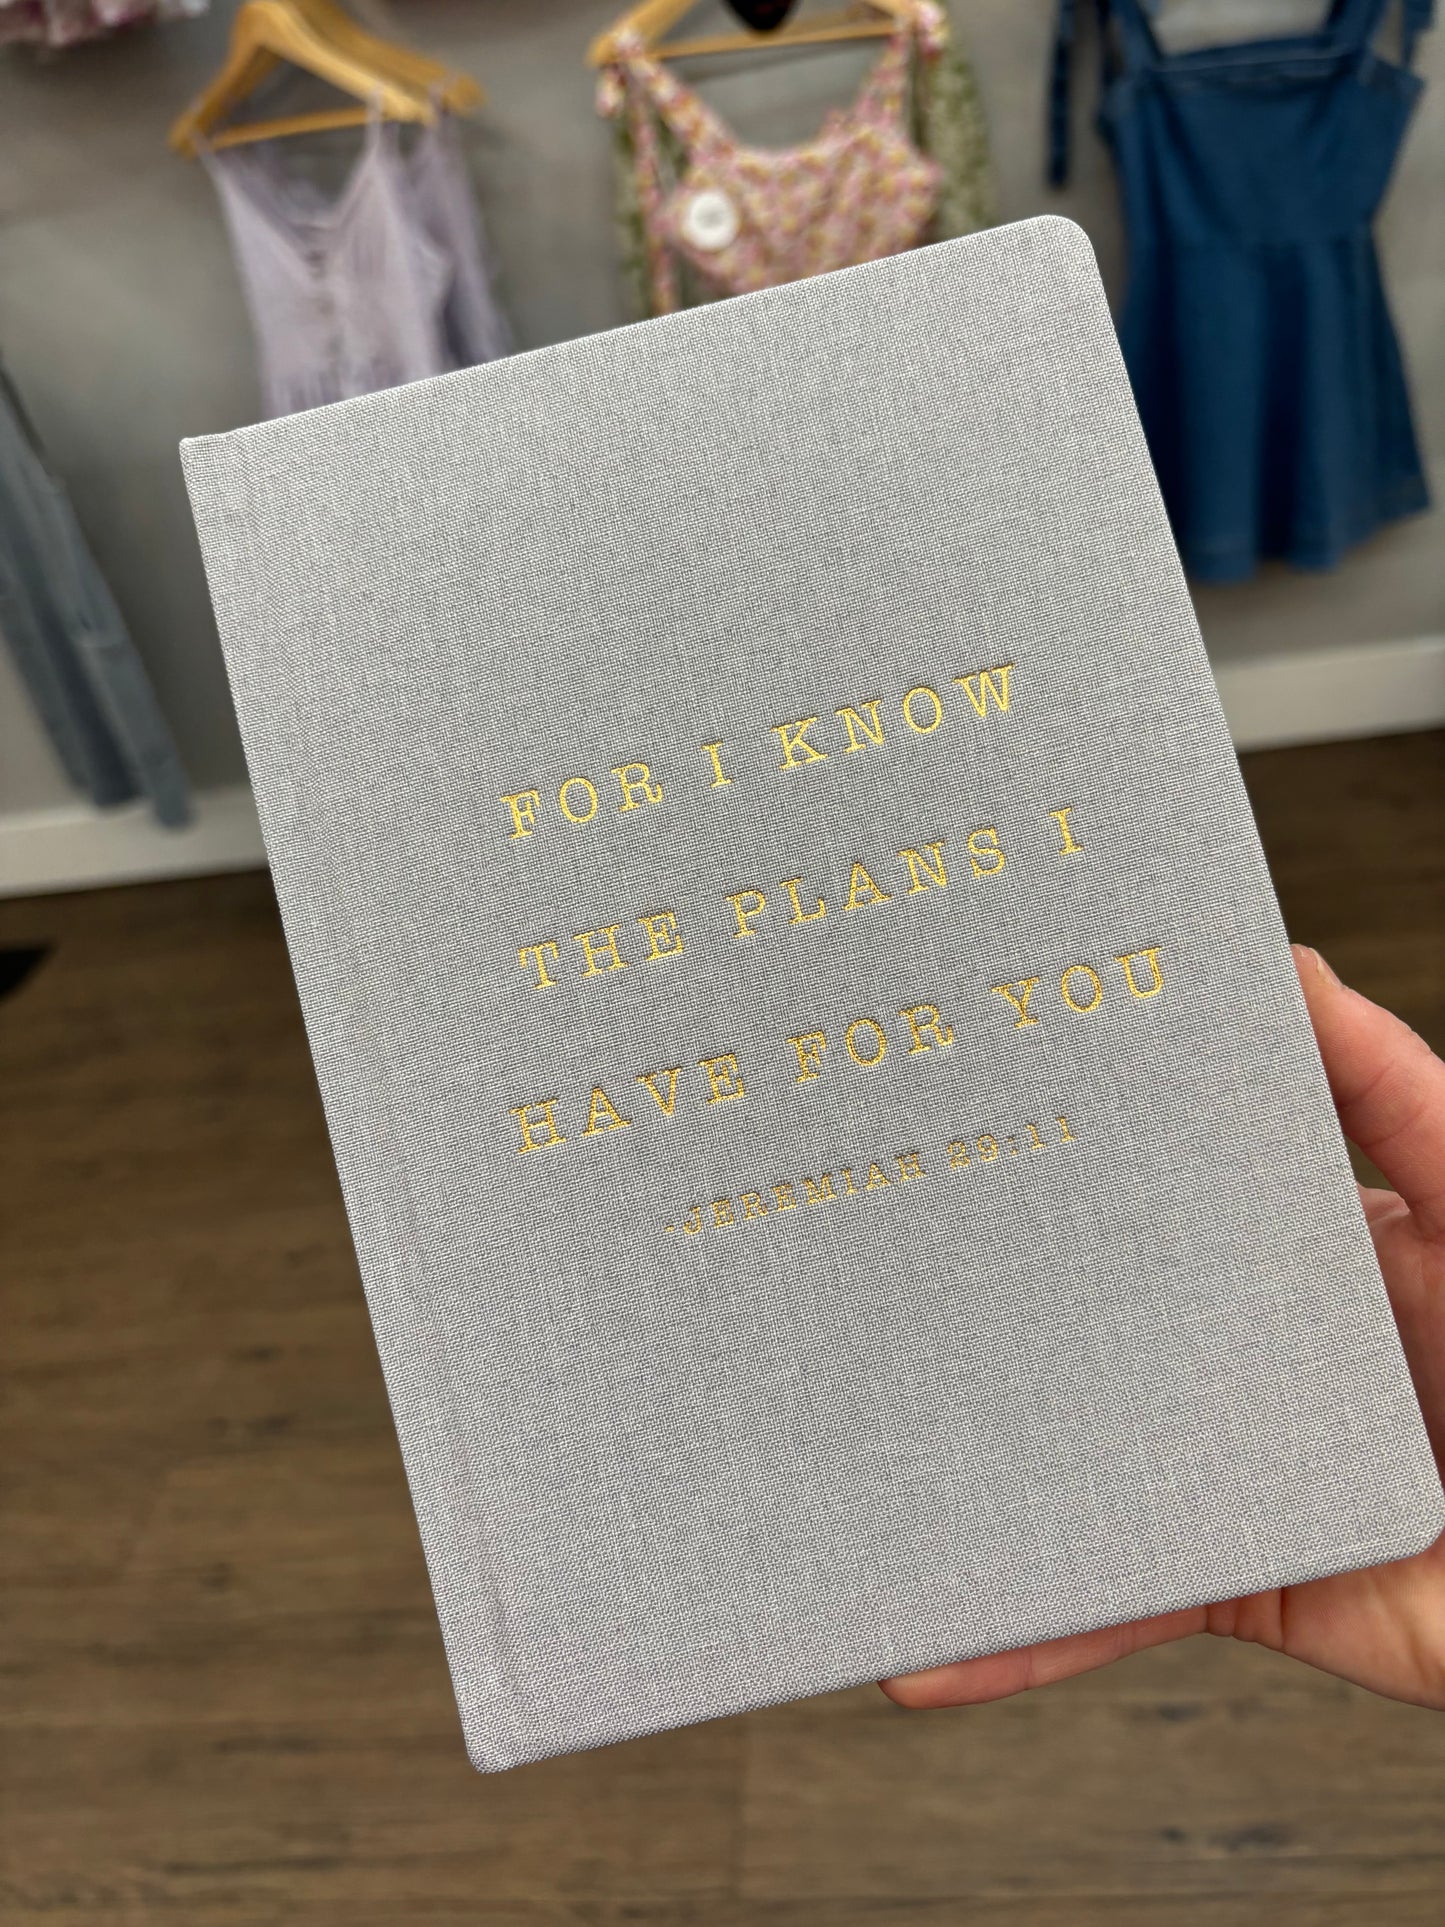 FOR I KNOW
THE PLANS I
HAVE FOR YOU
-JEREMIAH 29:11